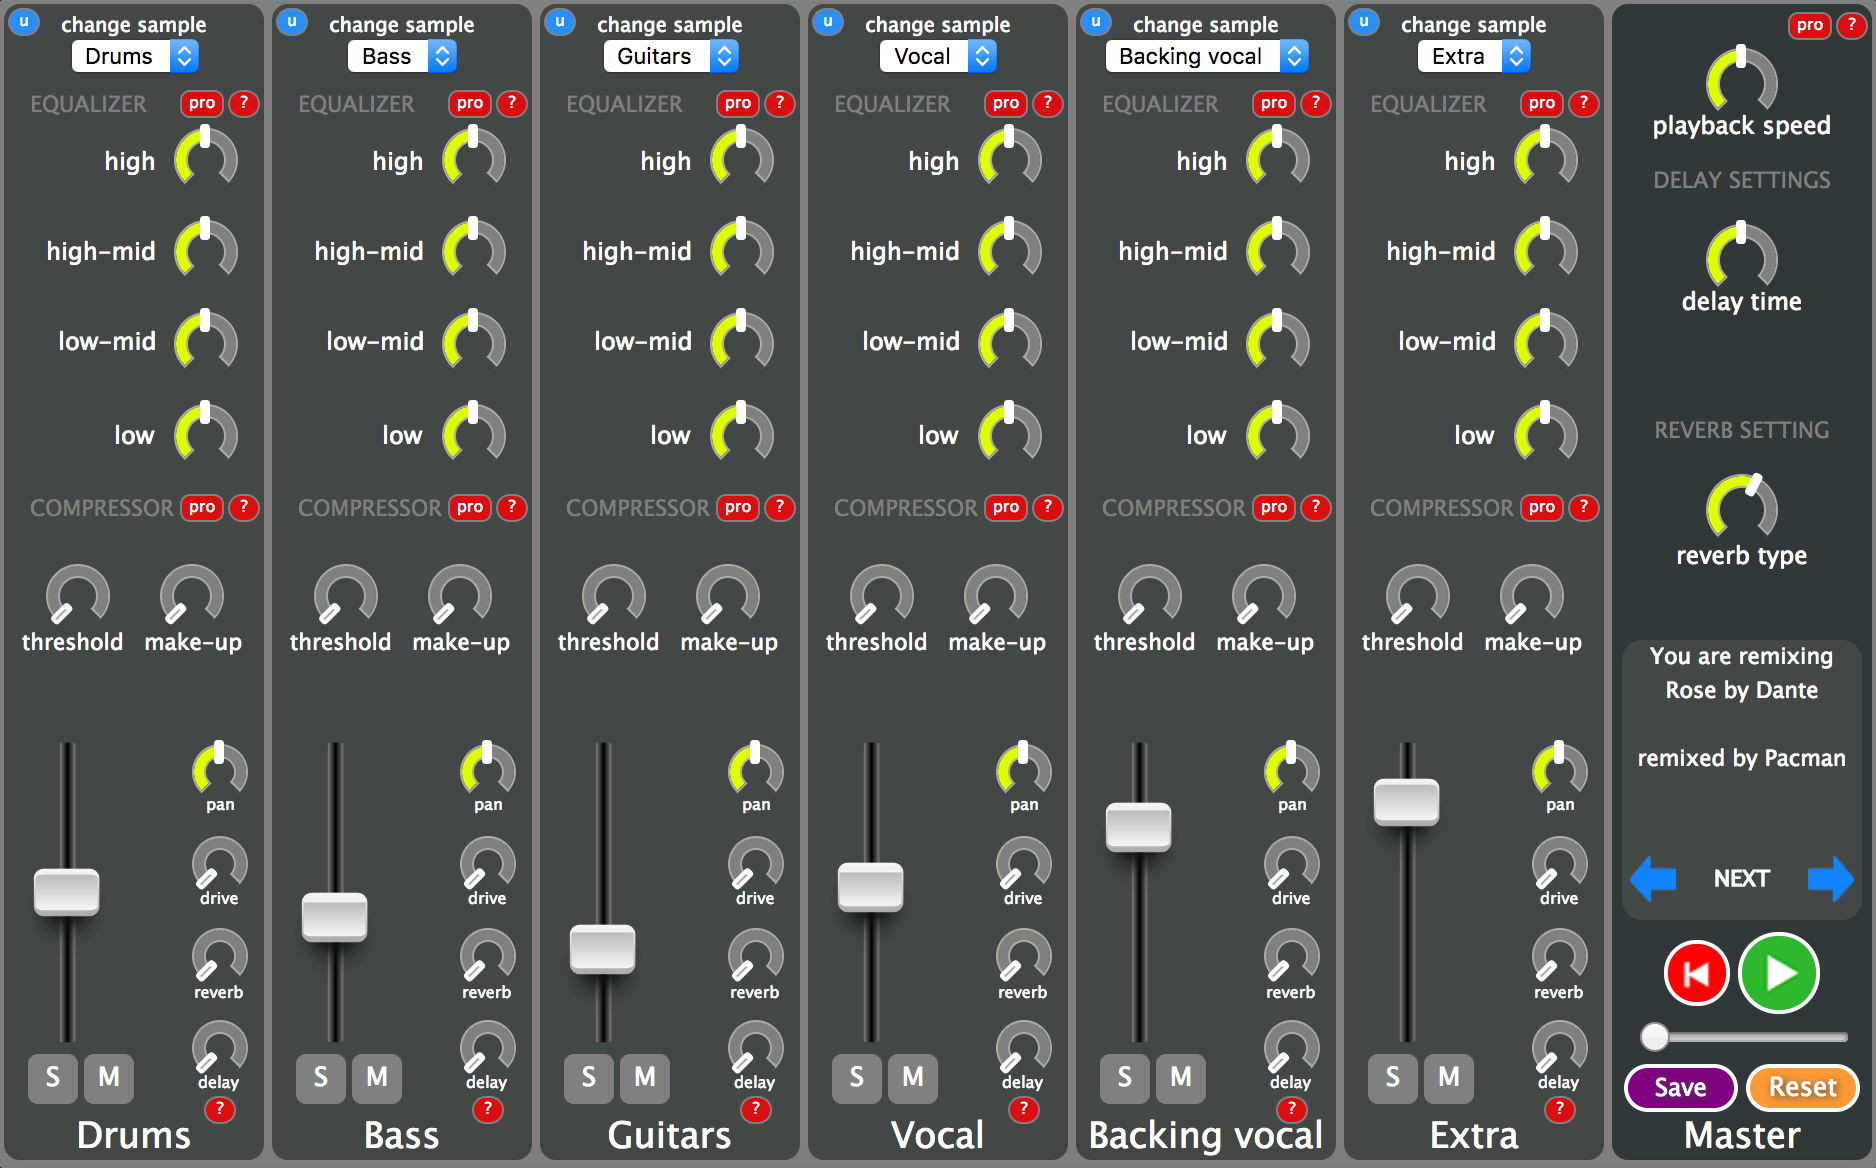 u change sample
Drums
EQUALIZER pro ?
high
high-mid
low-mid
low
COMPRESSOR pro ?
threshold make-up
pan
drive
reverb
delay
S M
?
Drums
u change sample
Bass
EQUALIZER pro ?
high
high-mid
low-mid
low
COMPRESSOR pro ?
threshold make-up
pan
drive
reverb
delay
S M
?
Bass
u change sample
Guitars
EQUALIZER pro ?
high
high-mid
low-mid
low
COMPRESSOR pro ?
threshold make-up
pan
drive
reverb
delay
S M
?
Guitars
u change sample
Vocal
EQUALIZER pro ?
high
high-mid
low-mid
low
COMPRESSOR pro ?
threshold make-up
pan
drive
reverb
delay
S M
?
Vocal
u change sample
Backing vocal
EQUALIZER pro ?
high
high-mid
low-mid
low
COMPRESSOR pro ?
threshold make-up
pan
drive
reverb
delay
S M
?
Backing vocal
u change sample
Extra
EQUALIZER pro ?
high
high-mid
low-mid
low
COMPRESSOR pro ?
threshold make-up
pan
drive
reverb
delay
S M
?
Extra
pro ?
playback speed
DELAY SETTINGS
delay time
REVERB SETTING
reverb type
You are remixing
Rose by Dante
remixed by Pacman
NEXT
Save Reset
Master